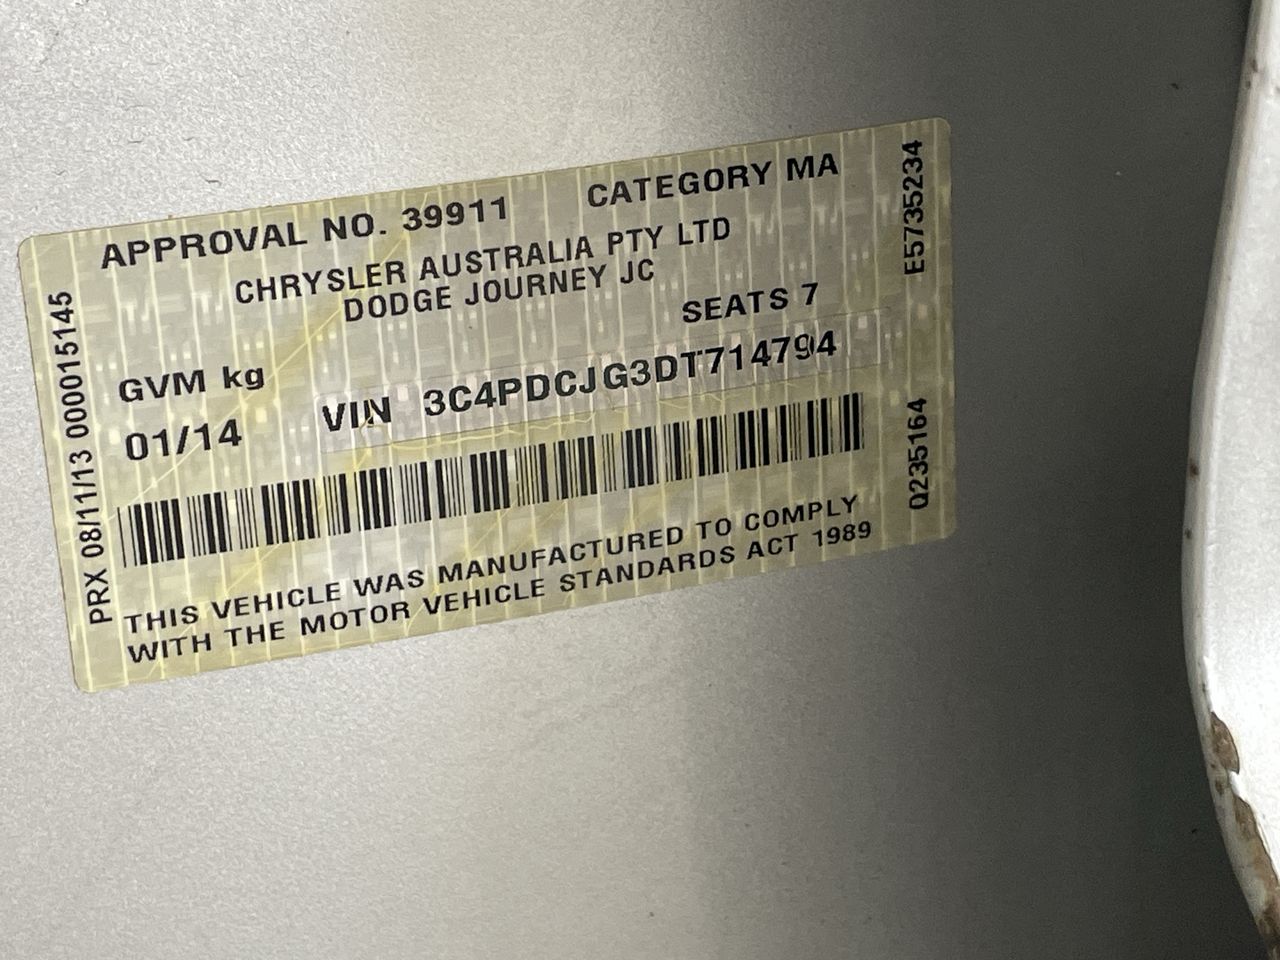 APPROVAL NO. 39911 CATEGORY MA
CHRYSLER AUSTRALIA PTY LTD
DODGE JOURNEY JC
SEATS 7
GVM kg
01/14 VIN 3C4PDCJG3DT714794
THIS VEHICLE WAS MANUFACTURED TO COMPLY
WITH THE MOTOR VEHICLE STANDARDS ACT 1989
PRX 08/11/13 000015145
E5735234
Q235164